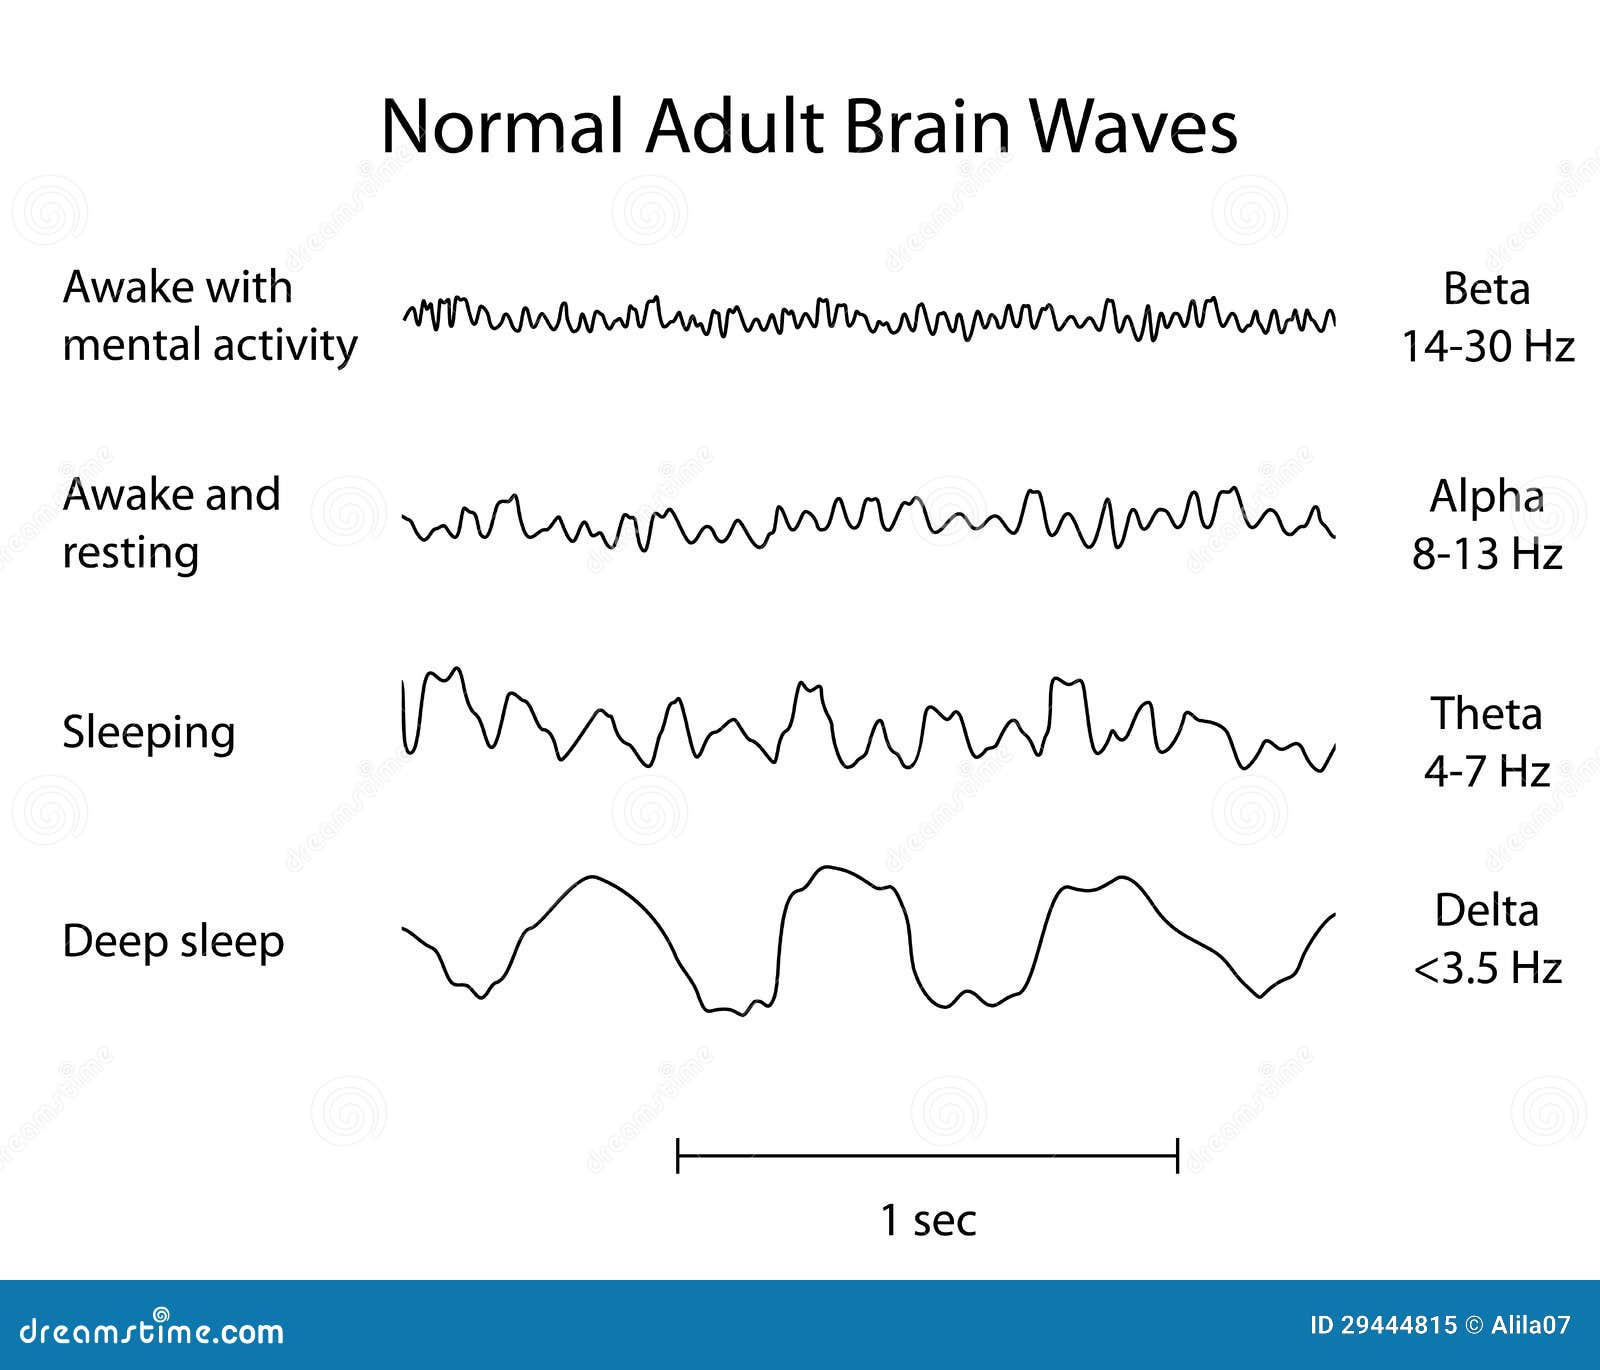 Normal Adult Brain Waves
Awake with
mental activity
Beta
14-30 Hz
Awake and
resting
Alpha
8-13 Hz
Sleeping
Theta
4-7 Hz
Deep sleep
Delta
<3.5 Hz
1 sec
dreamstime.com
ID 29444815 © Alila07